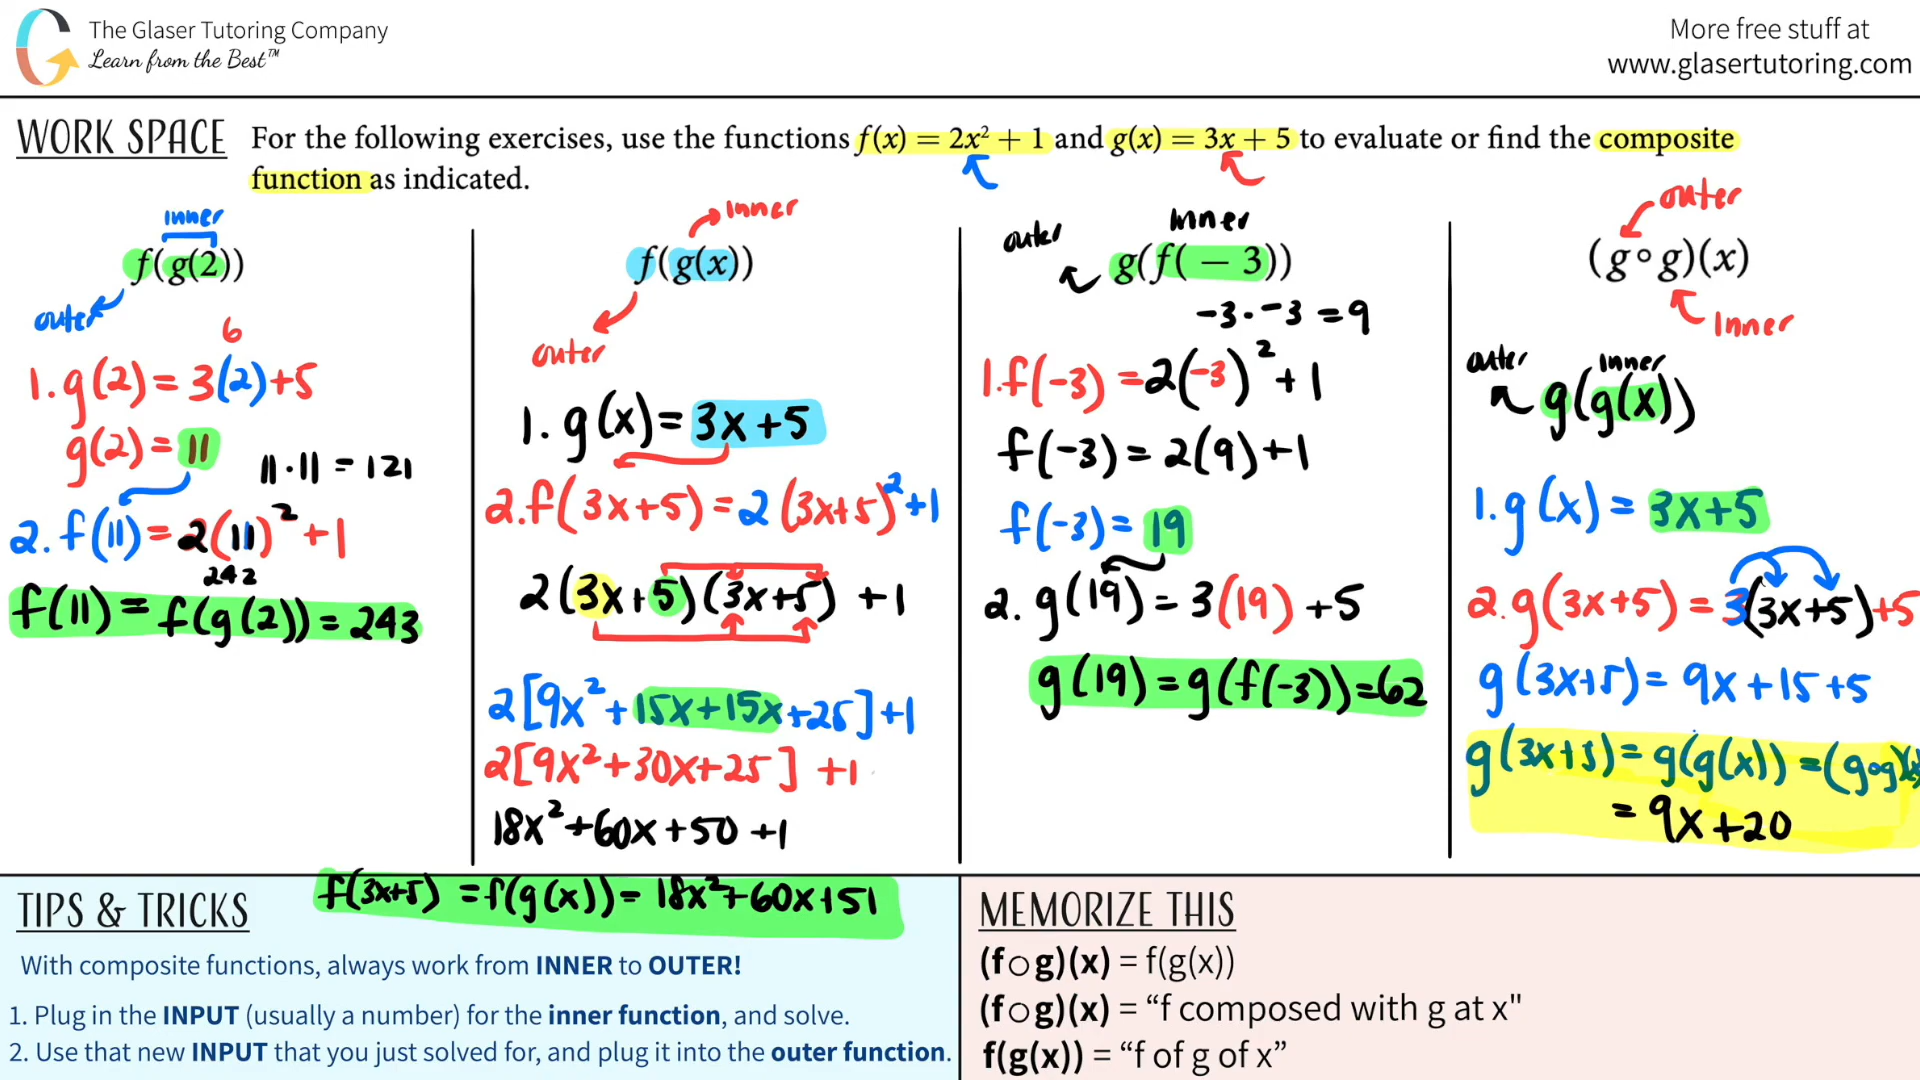 The Glaser Tutoring Company
Learn from the Best™
More free stuff at
www.glasertutoring.com
WORK SPACE
For the following exercises, use the functions f(x) = 2x² + 1 and g(x) = 3x + 5 to evaluate or find the composite
function as indicated.
inner
f(g(2))
outer
6
1. g(2) = 3(2)+5
g(2) = 11
11·11 = 121
2. f(11) = 2(11)² + 1
242
f(11) = f(g(2)) = 243
inner
f(g(x))
outer
1. g(x) = 3x+5
2. f(3x+5) = 2(3x+5)²+1
2(3x+5)(3x+5) +1
2[9x²+15x+15x+25]+1
2[9x²+30x+25] +1
18x²+60x+50 +1
f(3x+5) = f(g(x)) = 18x²+60x+51
outer
inner
g(f( − 3))
-3·-3 = 9
1. f(-3) = 2(-3)² + 1
f(-3) = 2(9)+1
f(-3) = 19
2. g(19) = 3(19) +5
g(19) = g(f(-3)) = 62
outer
(g∘g)(x)
inner
outer
inner
g(g(x))
1. g(x) = 3x+5
2. g(3x+5) = 3(3x+5)+5
g(3x+5) = 9x+15+5
g(3x+5) = g(g(x)) = (g∘g)(x)
= 9x+20
TIPS & TRICKS
With composite functions, always work from INNER to OUTER!
1. Plug in the INPUT (usually a number) for the inner function, and solve.
2. Use that new INPUT that you just solved for, and plug it into the outer function.
MEMORIZE THIS
(f○g)(x) = f(g(x))
(f○g)(x) = “f composed with g at x"
f(g(x)) = “f of g of x”